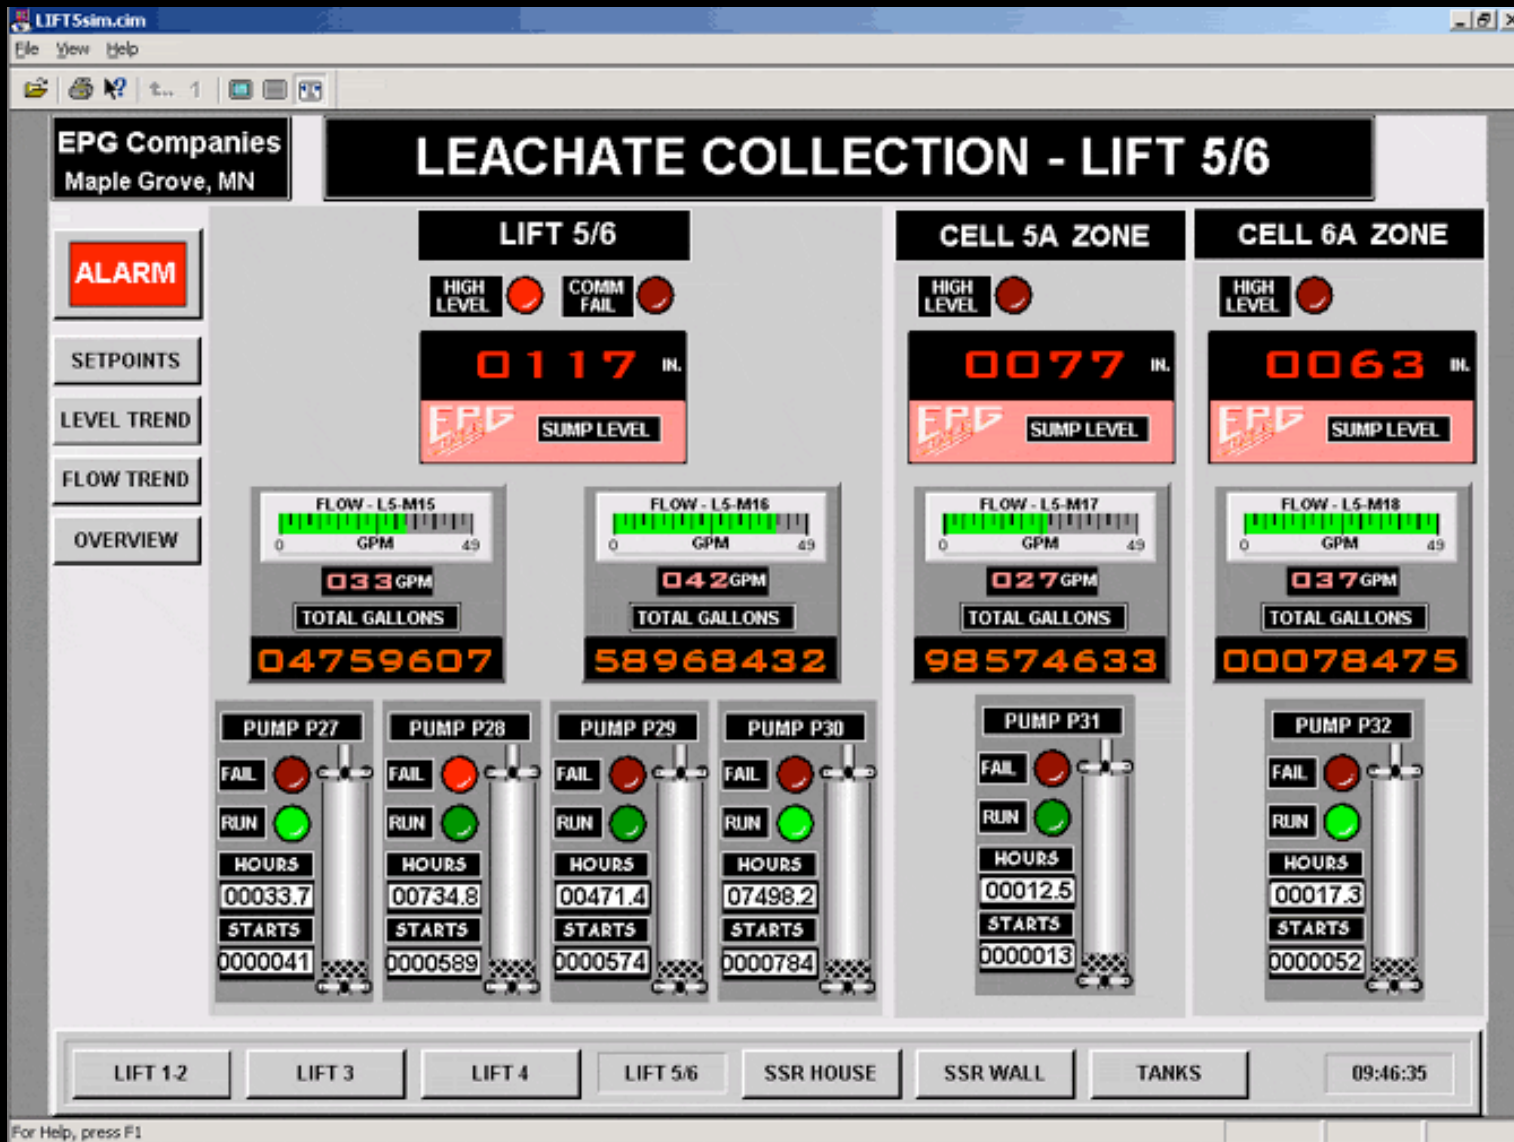 LIFT5sim.cim
File View Help
EPG Companies
Maple Grove, MN
LEACHATE COLLECTION - LIFT 5/6
ALARM
SETPOINTS
LEVEL TREND
FLOW TREND
OVERVIEW
LIFT 5/6
HIGH LEVEL
COMM FAIL
0117 IN.
EPG
SUMP LEVEL
FLOW - L5-M15
0 GPM 49
033 GPM
TOTAL GALLONS
04759607
FLOW - L5-M16
0 GPM 49
042 GPM
TOTAL GALLONS
58968432
CELL 5A ZONE
HIGH LEVEL
0077 IN.
EPG
SUMP LEVEL
FLOW - L5-M17
0 GPM 49
027 GPM
TOTAL GALLONS
98574633
CELL 6A ZONE
HIGH LEVEL
0063 IN.
EPG
SUMP LEVEL
FLOW - L5-M18
0 GPM 49
037 GPM
TOTAL GALLONS
00078475
PUMP P27
FAIL
RUN
HOURS
00033.7
STARTS
0000041
PUMP P28
FAIL
RUN
HOURS
00734.8
STARTS
0000589
PUMP P29
FAIL
RUN
HOURS
00471.4
STARTS
0000574
PUMP P30
FAIL
RUN
HOURS
07498.2
STARTS
0000784
PUMP P31
FAIL
RUN
HOURS
00012.5
STARTS
0000013
PUMP P32
FAIL
RUN
HOURS
00017.3
STARTS
0000052
LIFT 1-2
LIFT 3
LIFT 4
LIFT 5/6
SSR HOUSE
SSR WALL
TANKS
09:46:35
For Help, press F1